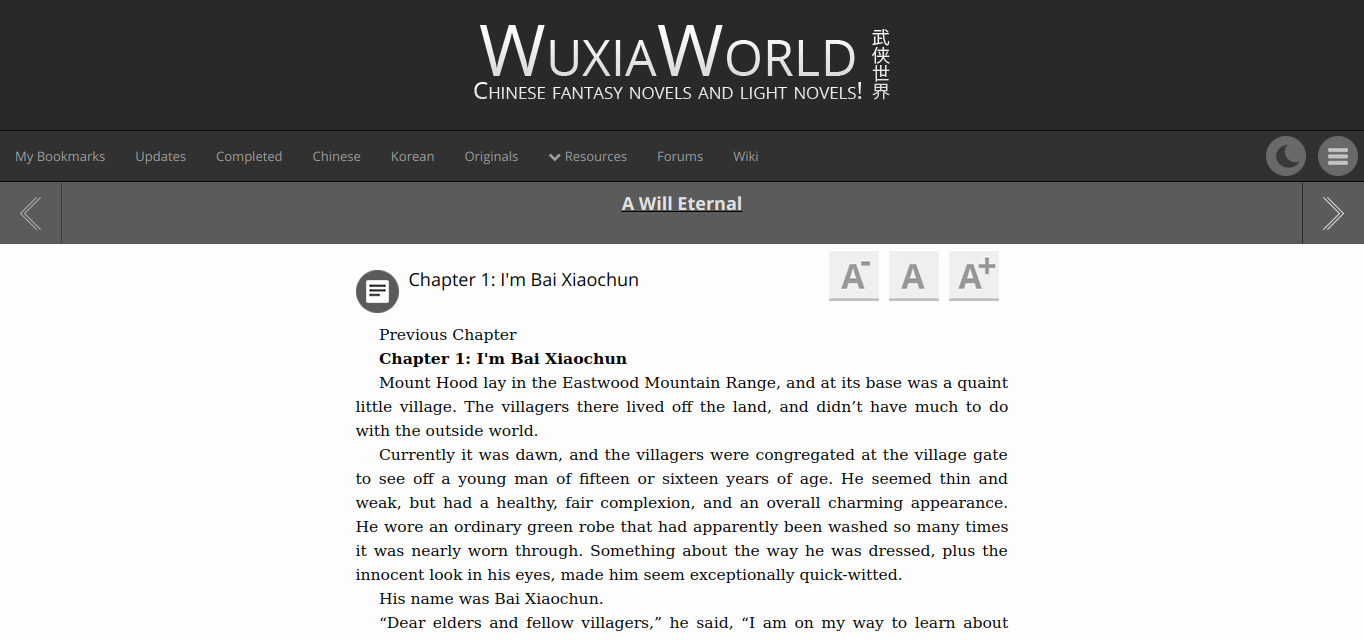 WuxiaWorld
武侠世界
Chinese fantasy novels and light novels!
My Bookmarks Updates Completed Chinese Korean Originals Resources Forums Wiki
A Will Eternal
Chapter 1: I'm Bai Xiaochun
A- A A+
Previous Chapter
Chapter 1: I'm Bai Xiaochun
Mount Hood lay in the Eastwood Mountain Range, and at its base was a quaint
little village. The villagers there lived off the land, and didn’t have much to do
with the outside world.
Currently it was dawn, and the villagers were congregated at the village gate
to see off a young man of fifteen or sixteen years of age. He seemed thin and
weak, but had a healthy, fair complexion, and an overall charming appearance.
He wore an ordinary green robe that had apparently been washed so many times
it was nearly worn through. Something about the way he was dressed, plus the
innocent look in his eyes, made him seem exceptionally quick-witted.
His name was Bai Xiaochun.
“Dear elders and fellow villagers,” he said, “I am on my way to learn about